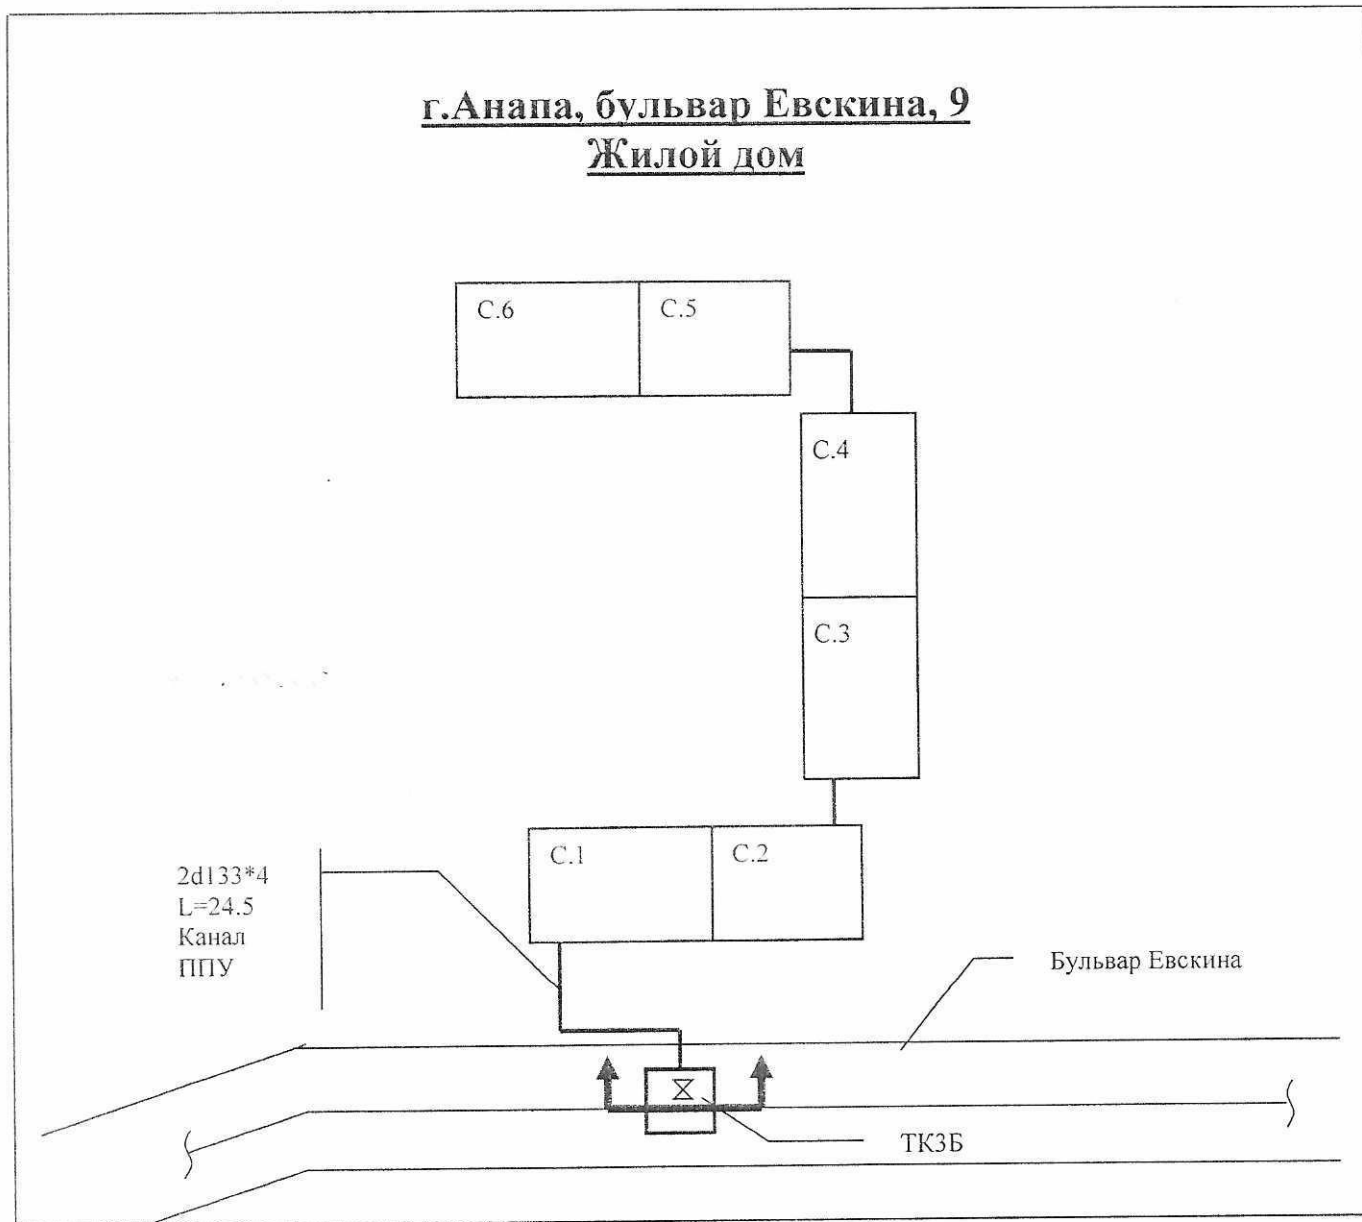 г.Анапа, бульвар Евскина, 9
Жилой дом
С.6
С.5
С.4
С.3
С.1
С.2
2d133*4
L=24.5
Канал
ППУ
Бульвар Евскина
ТКЗБ